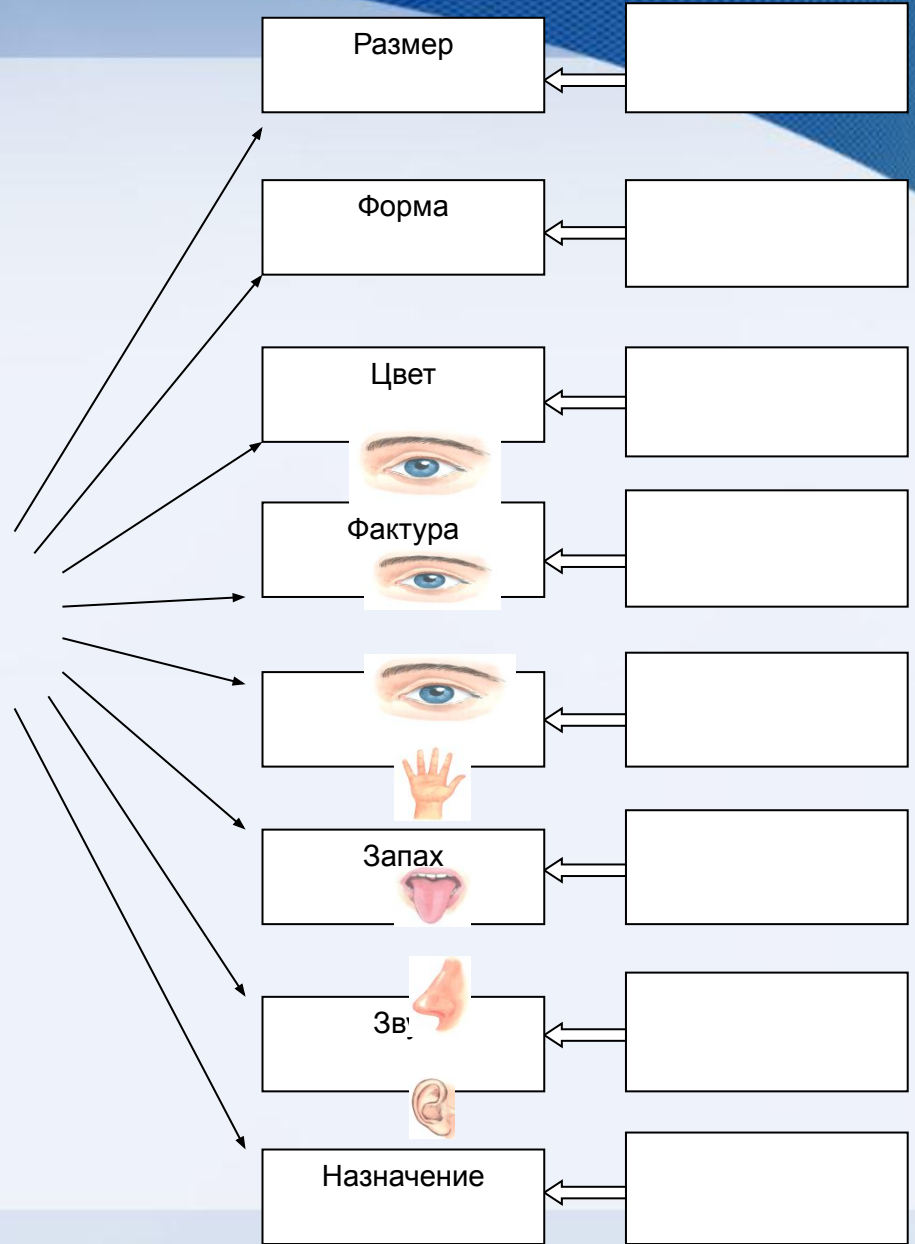 Размер
Форма
Цвет
Фактура
Запах
Назначение